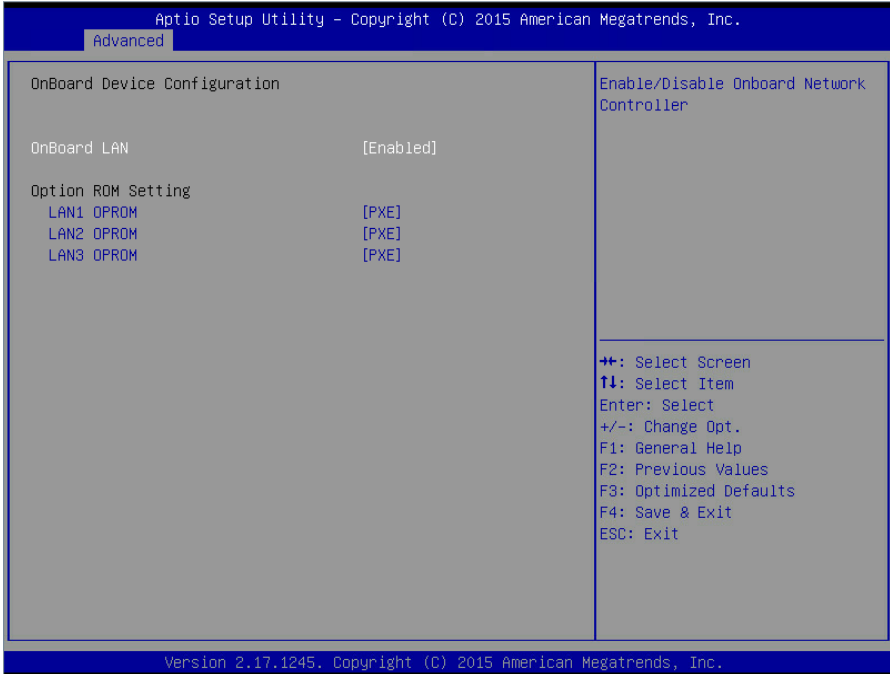 Aptio Setup Utility – Copyright (C) 2015 American Megatrends, Inc.
Advanced
OnBoard Device Configuration
OnBoard LAN [Enabled]
Option ROM Setting
LAN1 OPROM [PXE]
LAN2 OPROM [PXE]
LAN3 OPROM [PXE]
Enable/Disable Onboard Network
Controller
→←: Select Screen
↑↓: Select Item
Enter: Select
+/-: Change Opt.
F1: General Help
F2: Previous Values
F3: Optimized Defaults
F4: Save & Exit
ESC: Exit
Version 2.17.1245. Copyright (C) 2015 American Megatrends, Inc.